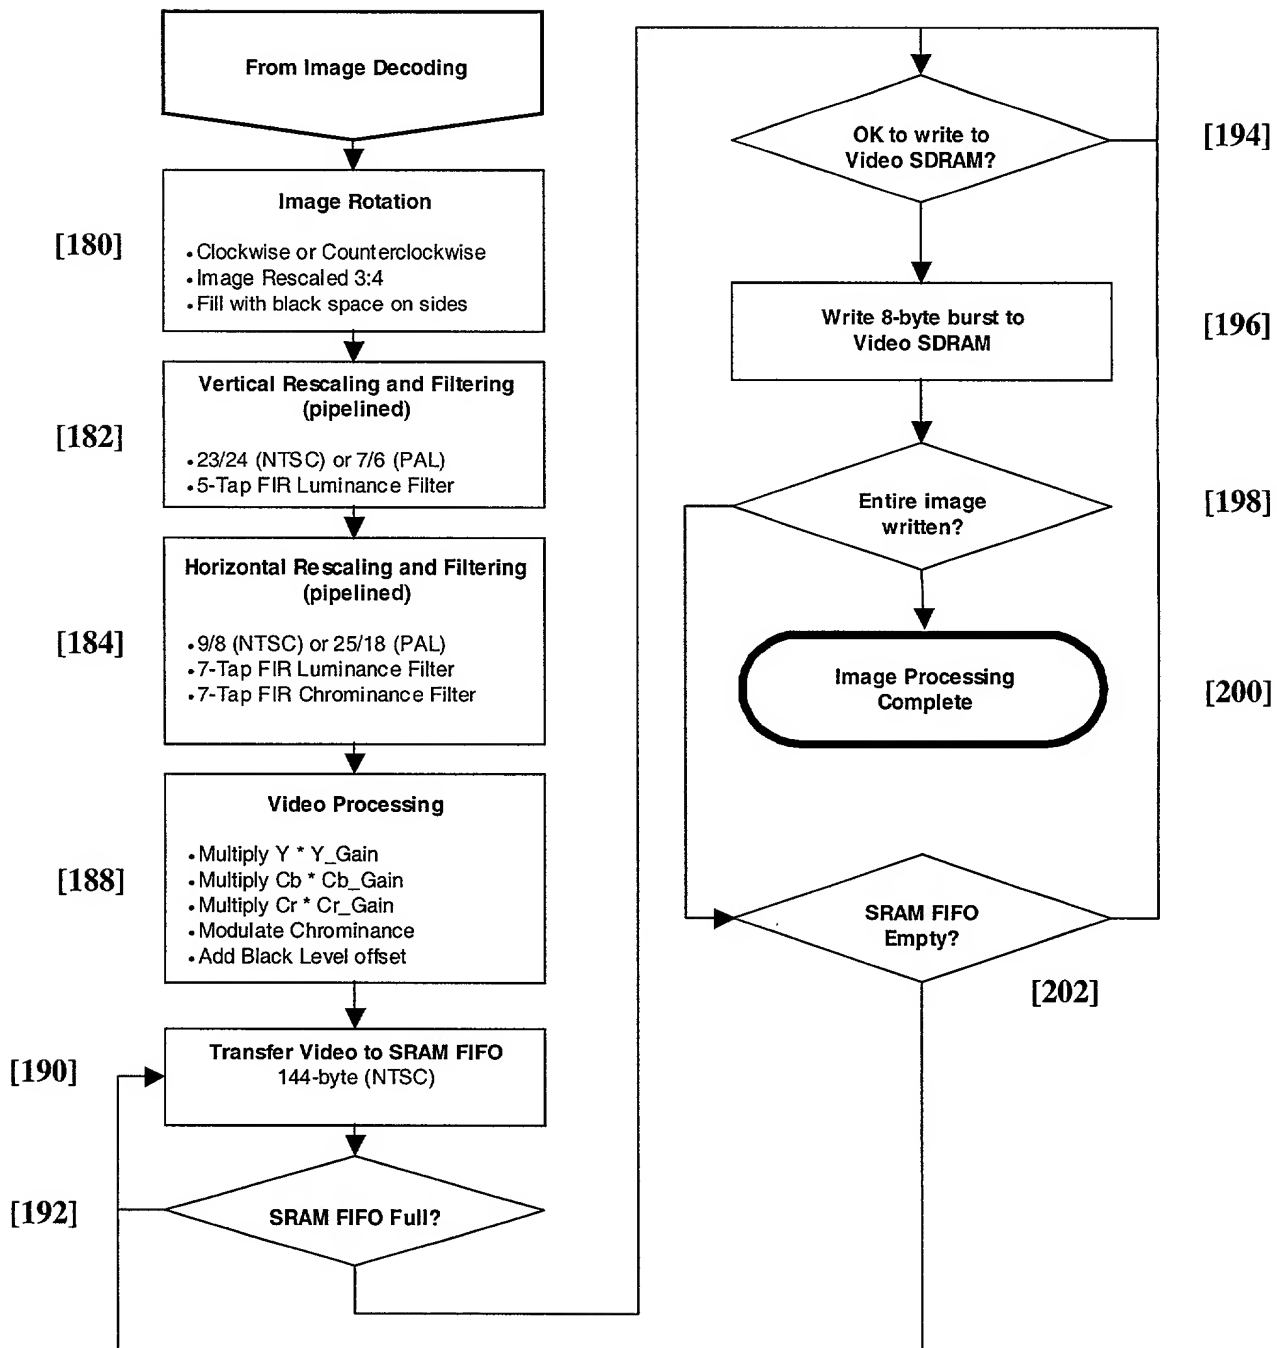 From Image Decoding
[180]
Image Rotation
• Clockwise or Counterclockwise
• Image Rescaled 3:4
• Fill with black space on sides
[182]
Vertical Rescaling and Filtering
(pipelined)
• 23/24 (NTSC) or 7/6 (PAL)
• 5-Tap FIR Luminance Filter
[184]
Horizontal Rescaling and Filtering
(pipelined)
• 9/8 (NTSC) or 25/18 (PAL)
• 7-Tap FIR Luminance Filter
• 7-Tap FIR Chrominance Filter
[188]
Video Processing
• Multiply Y * Y_Gain
• Multiply Cb * Cb_Gain
• Multiply Cr * Cr_Gain
• Modulate Chrominance
• Add Black Level offset
[190]
Transfer Video to SRAM FIFO
144-byte (NTSC)
[192]
SRAM FIFO Full?
OK to write to
Video SDRAM?
[194]
Write 8-byte burst to
Video SDRAM
[196]
Entire image
written?
[198]
Image Processing
Complete
[200]
SRAM FIFO
Empty?
[202]